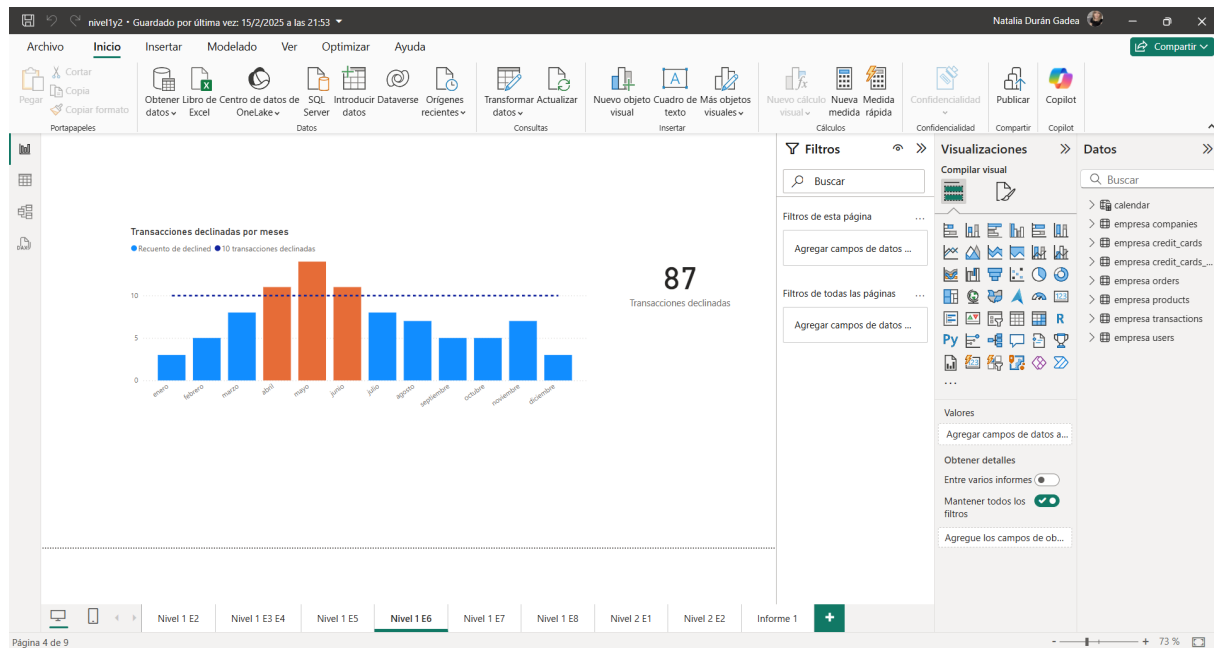 nivel1y2 • Guardado por última vez: 15/2/2025 a las 21:53
Natalia Durán Gadea
Archivo Inicio Insertar Modelado Ver Optimizar Ayuda
Compartir
Pegar
Cortar
Copia
Copiar formato
Portapapeles
Obtener datos
Libro de Excel
Centro de datos de OneLake
SQL Server
Introducir datos
Dataverse
Orígenes recientes
Datos
Transformar datos
Actualizar
Consultas
Nuevo objeto visual
Cuadro de texto
Más objetos visuales
Insertar
Nuevo cálculo visual
Nueva medida
Medida rápida
Cálculos
Confidencialidad
Confidencialidad
Publicar
Compartir
Copilot
Copilot
Transacciones declinadas por meses
Recuento de declined 10 transacciones declinadas
10
5
0
enero febrero marzo abril mayo junio julio agosto septiembre octubre noviembre diciembre
87
Transacciones declinadas
Filtros
Buscar
Filtros de esta página
Agregar campos de datos ...
Filtros de todas las páginas
Agregar campos de datos ...
Visualizaciones
Compilar visual
123
R
Py
123
...
Valores
Agregar campos de datos a...
Obtener detalles
Entre varios informes
Mantener todos los
filtros
Agregue los campos de ob...
Datos
Buscar
calendar
empresa companies
empresa credit_cards
empresa credit_cards_...
empresa orders
empresa products
empresa transactions
empresa users
Nivel 1 E2 Nivel 1 E3 E4 Nivel 1 E5 Nivel 1 E6 Nivel 1 E7 Nivel 1 E8 Nivel 2 E1 Nivel 2 E2 Informe 1 +
Página 4 de 9
- + 73 %